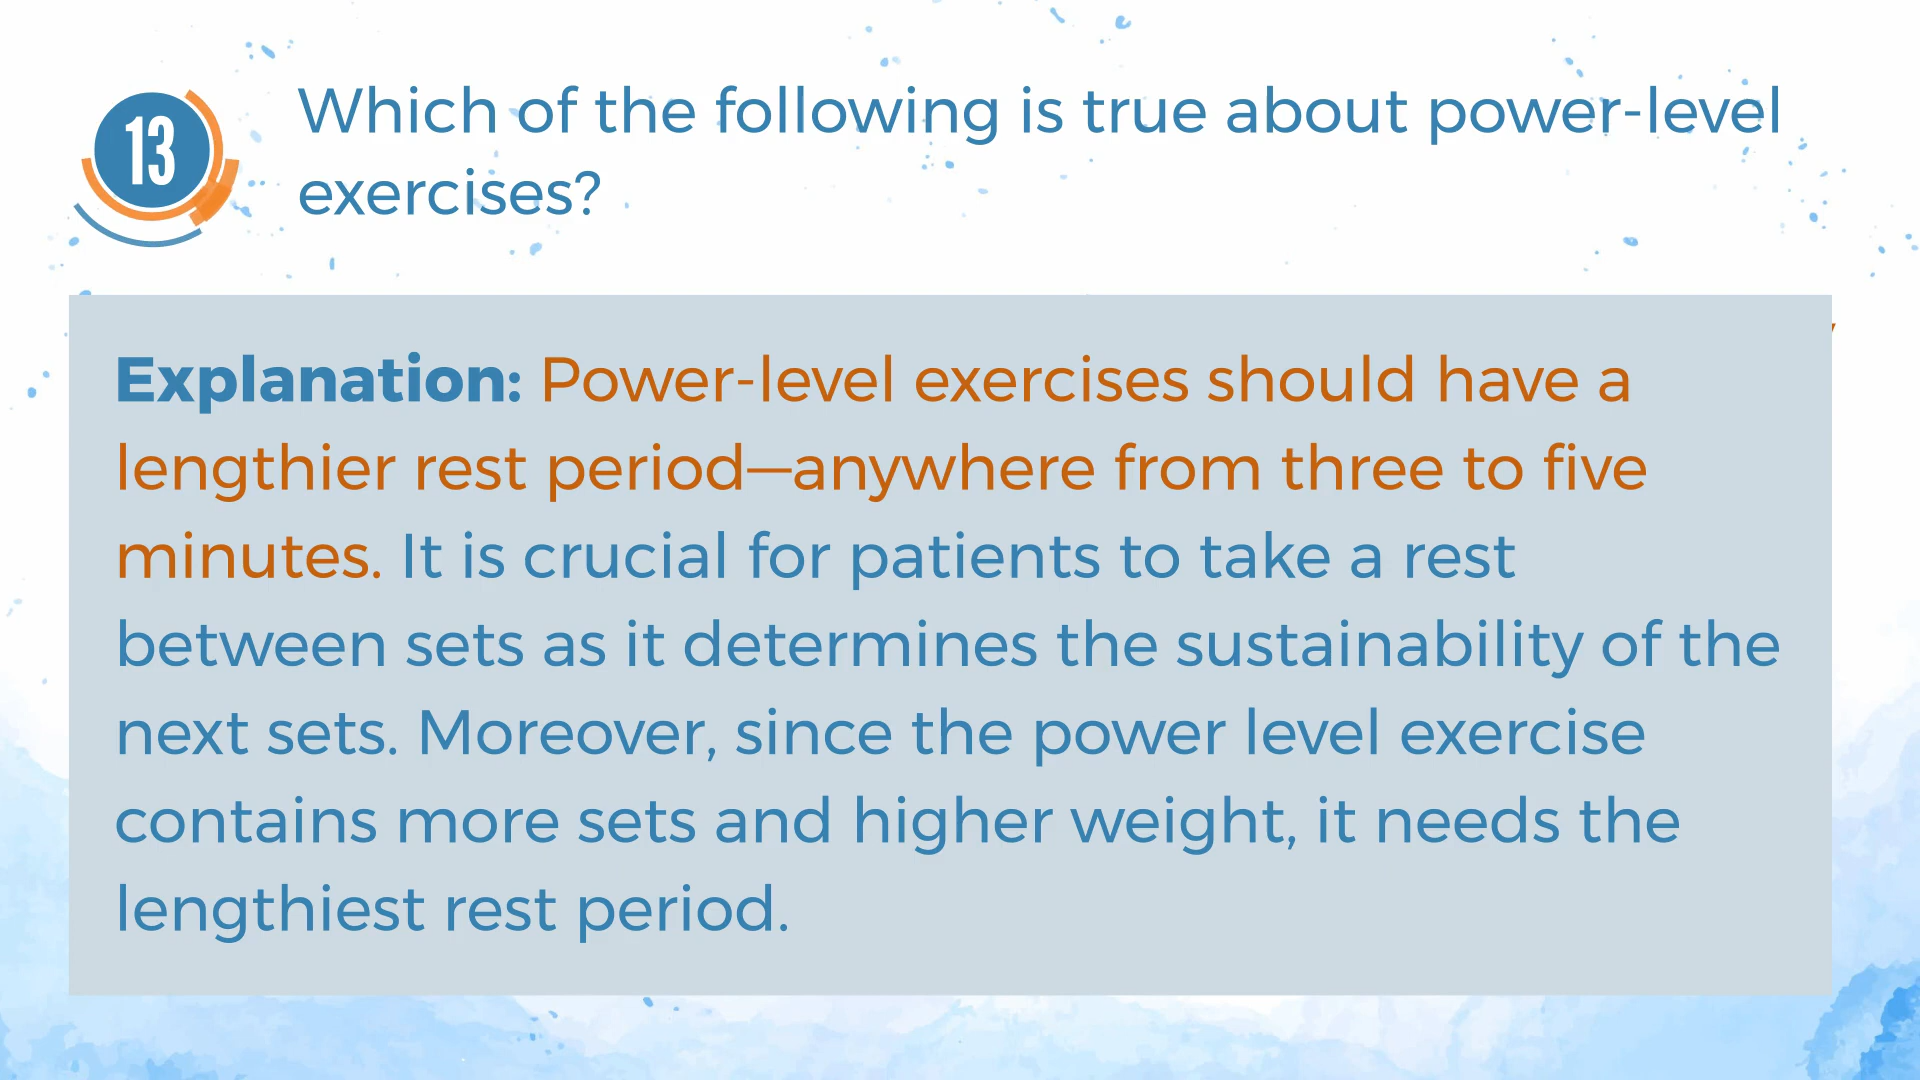 13
Which of the following is true about power-level
exercises?
Explanation: Power-level exercises should have a
lengthier rest period—anywhere from three to five
minutes. It is crucial for patients to take a rest
between sets as it determines the sustainability of the
next sets. Moreover, since the power level exercise
contains more sets and higher weight, it needs the
lengthiest rest period.